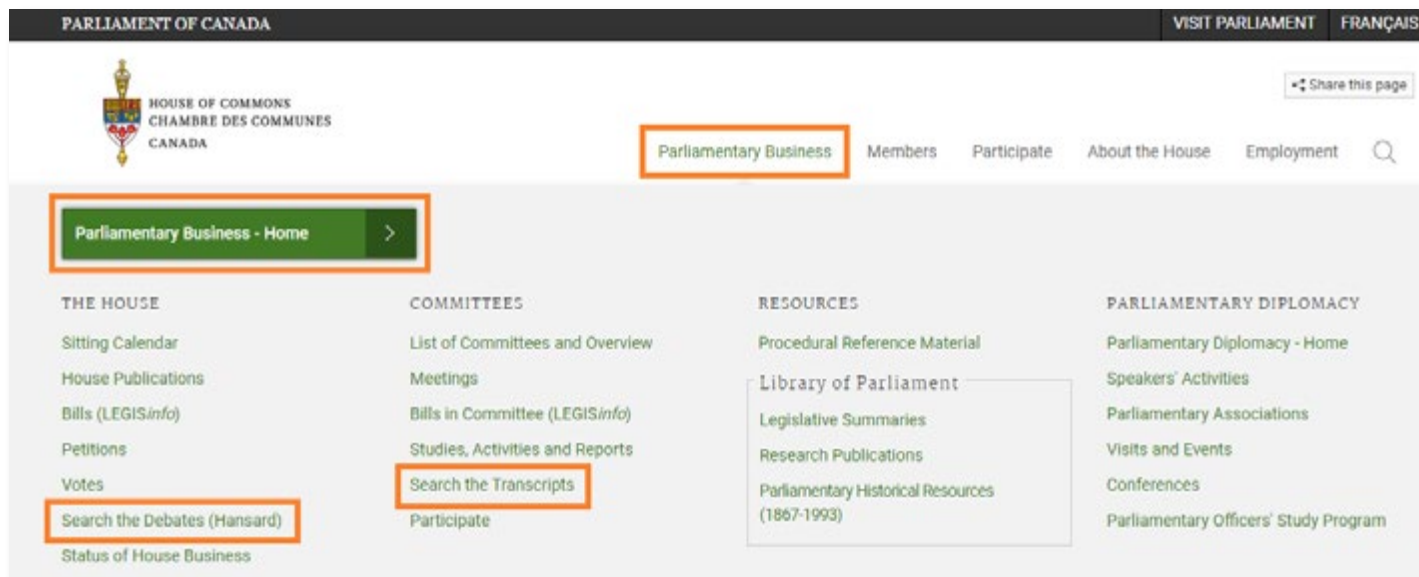 PARLIAMENT OF CANADA
VISIT PARLIAMENT
FRANÇAIS
HOUSE OF COMMONS
CHAMBRE DES COMMUNES
CANADA
Share this page
Parliamentary Business
Members
Participate
About the House
Employment
Parliamentary Business - Home
THE HOUSE
Sitting Calendar
House Publications
Bills (LEGISinfo)
Petitions
Votes
Search the Debates (Hansard)
Status of House Business
COMMITTEES
List of Committees and Overview
Meetings
Bills in Committee (LEGISinfo)
Studies, Activities and Reports
Search the Transcripts
Participate
RESOURCES
Procedural Reference Material
Library of Parliament
Legislative Summaries
Research Publications
Parliamentary Historical Resources
(1867-1993)
PARLIAMENTARY DIPLOMACY
Parliamentary Diplomacy - Home
Speakers' Activities
Parliamentary Associations
Visits and Events
Conferences
Parliamentary Officers' Study Program